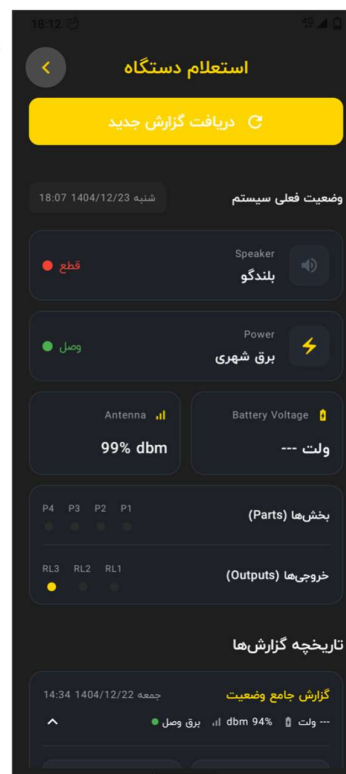 18:12
4G
استعلام دستگاه
دریافت گزارش جدید
وضعیت فعلی سیستم
شنبه 1404/12/23 18:07
Speaker
بلندگو
قطع
Power
برق شهری
وصل
Battery Voltage
ولت ---
Antenna
99% dbm
بخش‌ها (Parts)
P4 P3 P2 P1
خروجی‌ها (Outputs)
RL3 RL2 RL1
تاریخچه گزارش‌ها
گزارش جامع وضعیت
جمعه 1404/12/22 14:34
--- ولت dbm 94% برق وصل